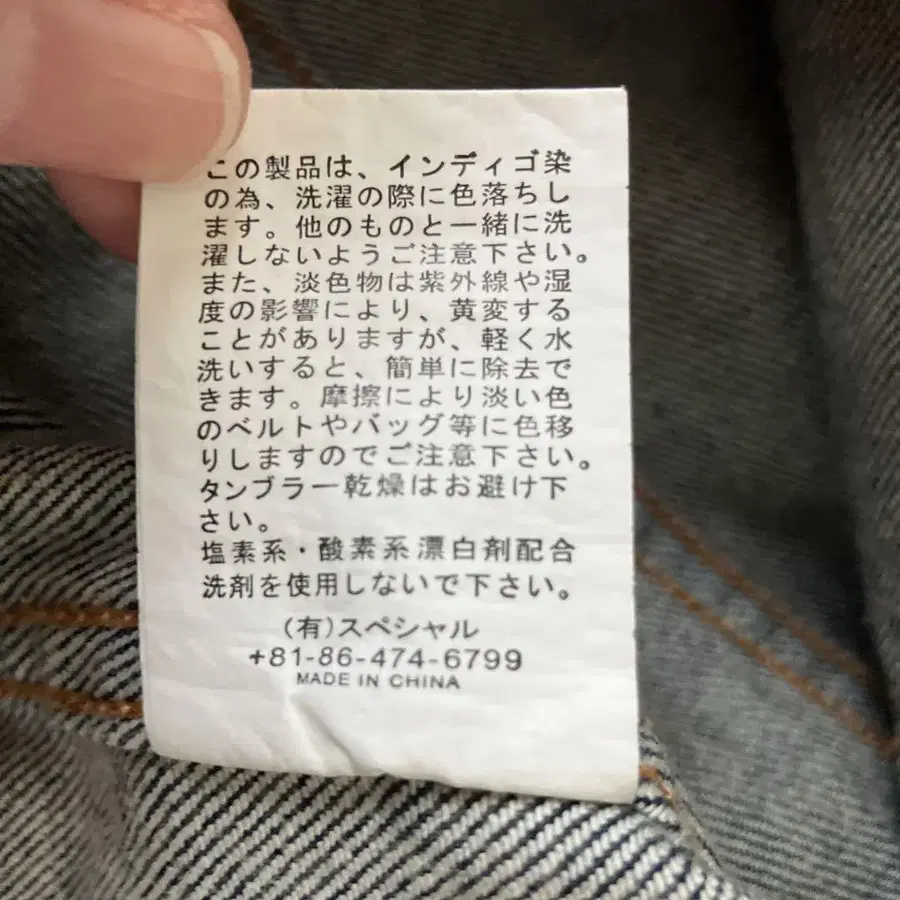 この製品は、インディゴ染
の為、洗濯の際に色落ちし
ます。他のものと一緒に洗
濯しないようご注意下さい。
また、淡色物は紫外線や湿
度の影響により、黄変する
ことがありますが、軽く水
洗いすると、簡単に除去で
きます。摩擦により淡い色
のベルトやバッグ等に色移
りしますのでご注意下さい。
タンブラー乾燥はお避け下
さい。
塩素系・酸素系漂白剤配合
洗剤を使用しないで下さい。
(有)スペシャル
+81-86-474-6799
MADE IN CHINA